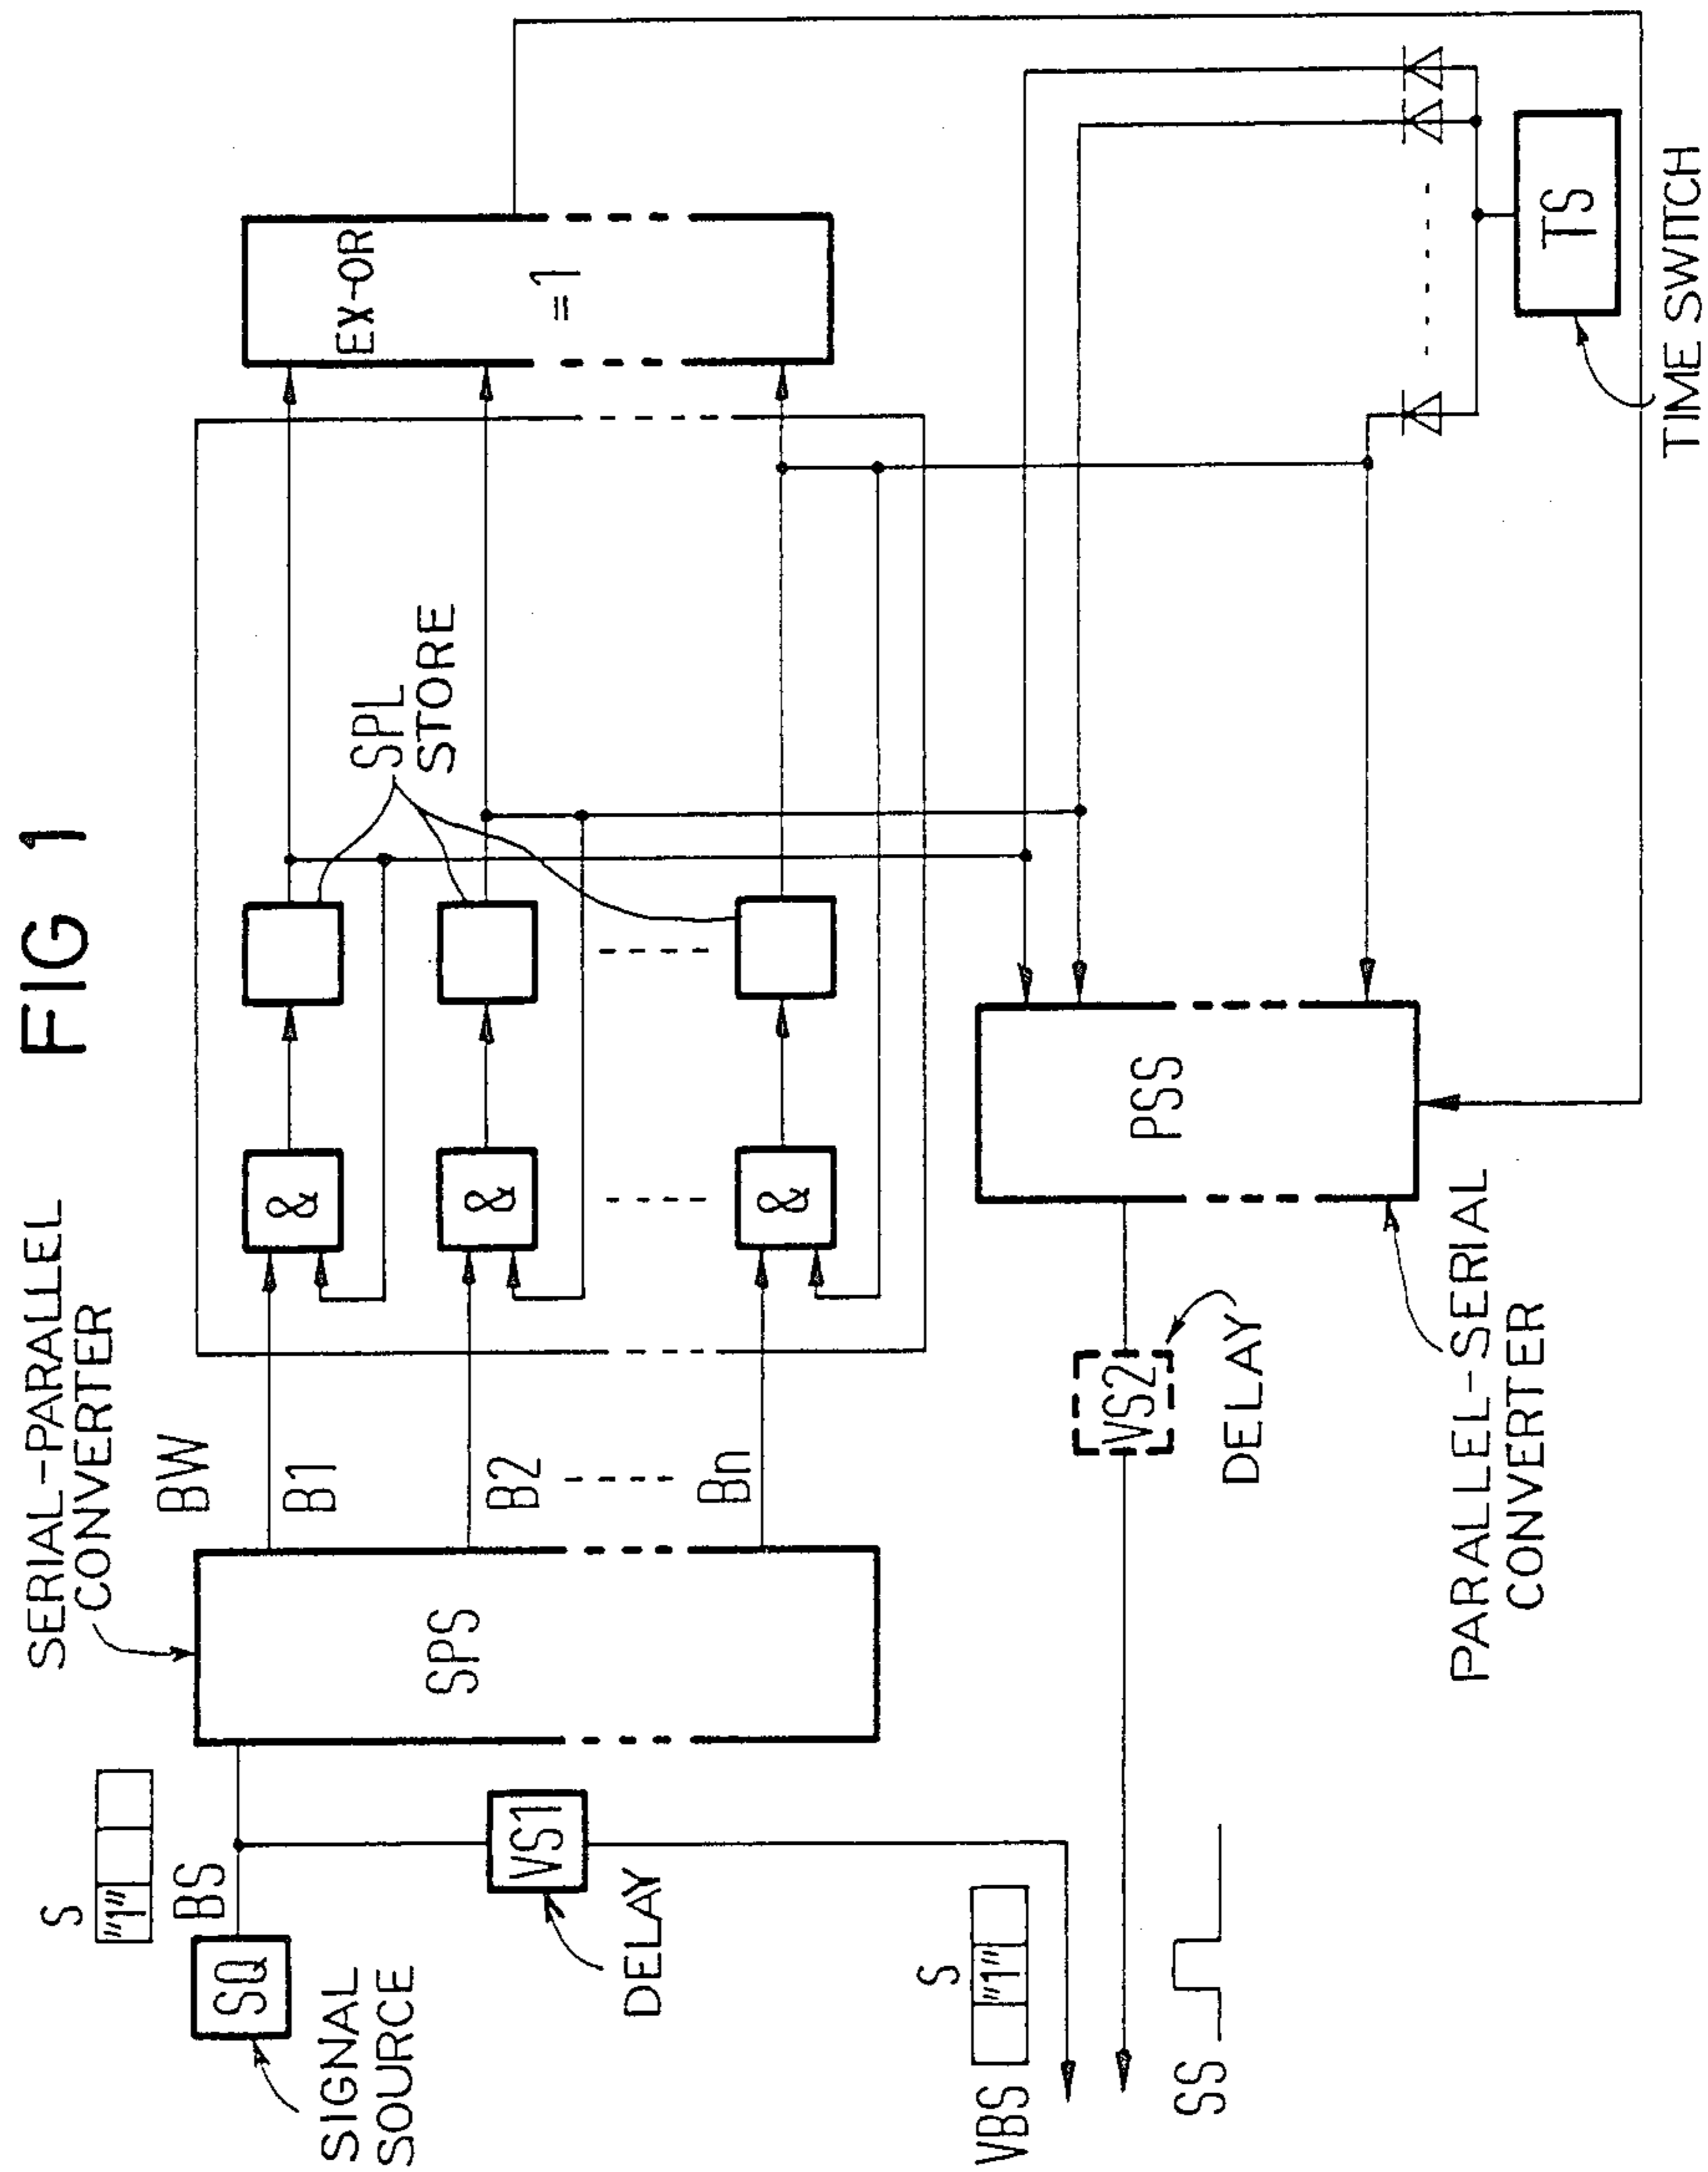 FIG 1
SERIAL-PARALLEL
CONVERTER
S
"1"
BS
SQ
SIGNAL
SOURCE
VS1
DELAY
SPS
BW
B1
B2
Bn
&
&
&
SPL
STORE
EX-OR
=1
VBS
S
"1"
SS
VS2
DELAY
PSS
PARALLEL-SERIAL
CONVERTER
TS
TIME SWITCH